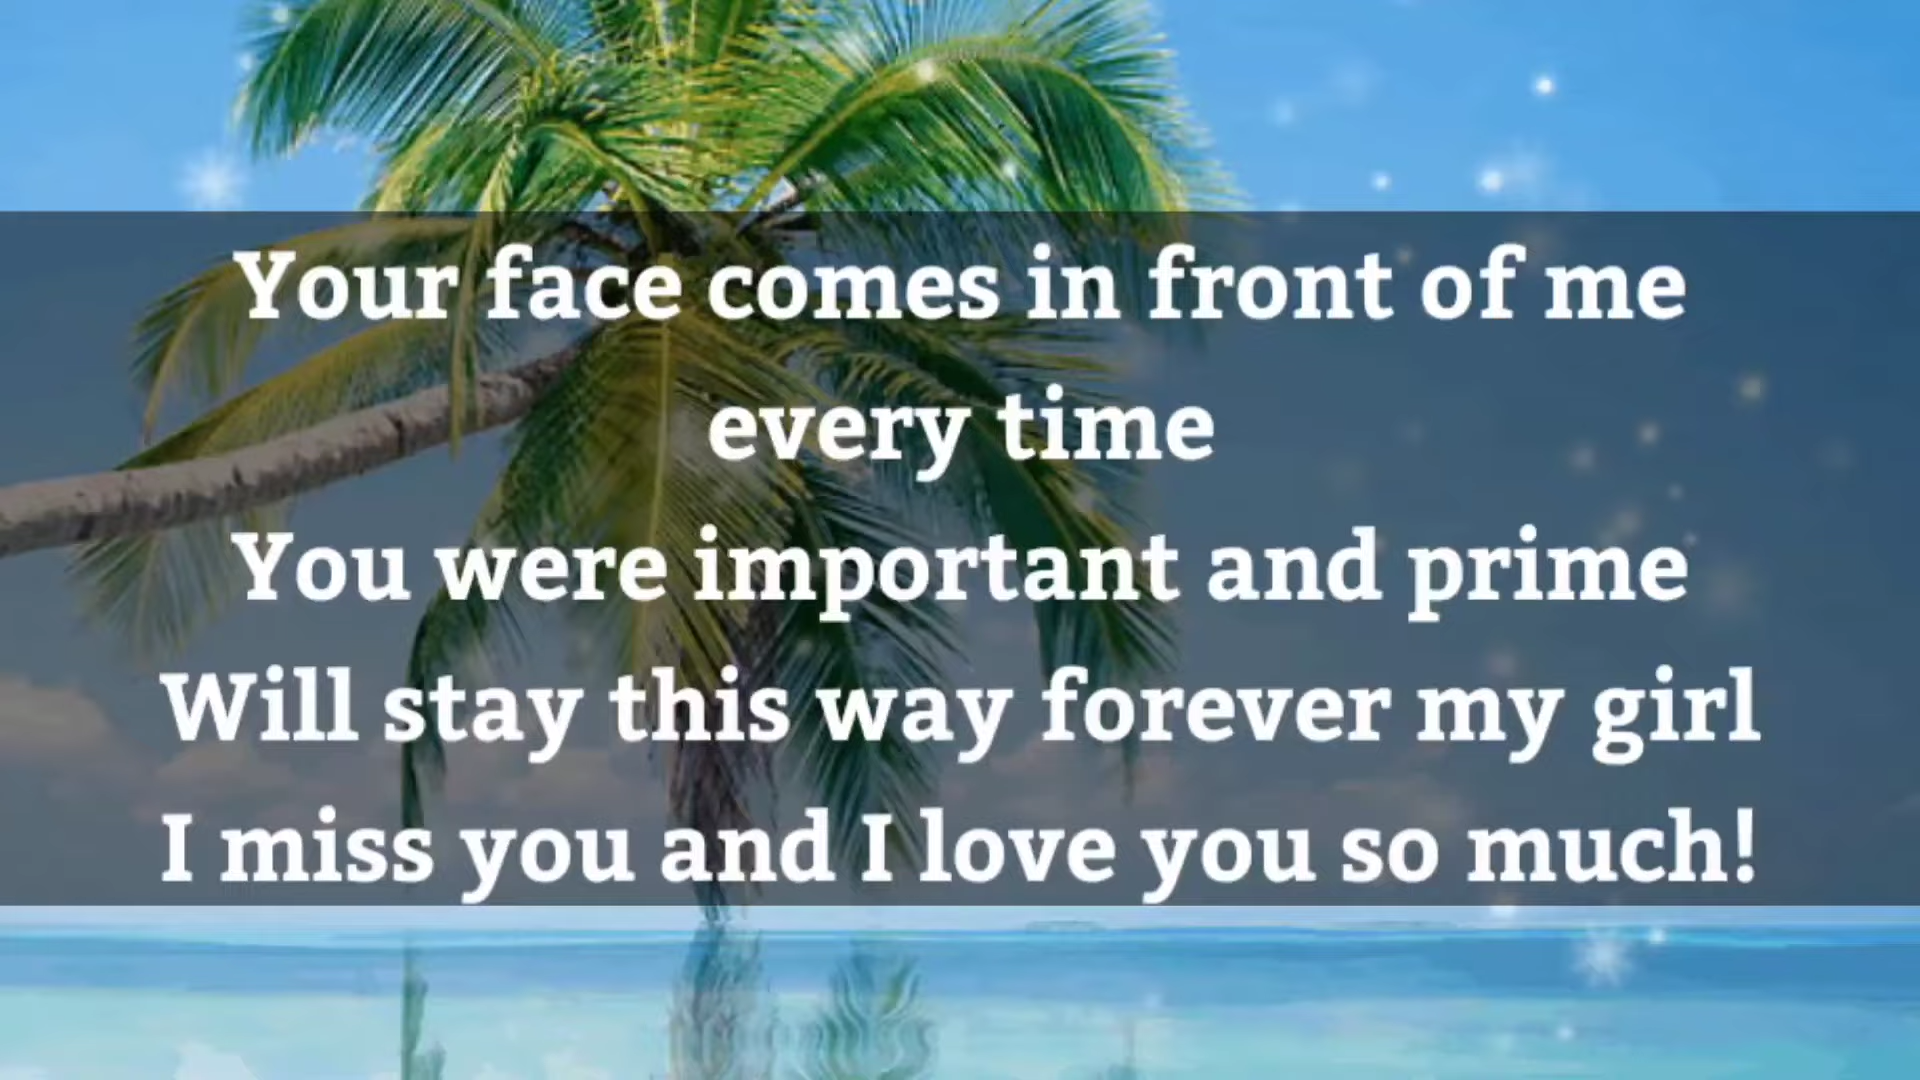 Your face comes in front of me
every time
You were important and prime
Will stay this way forever my girl
I miss you and I love you so much!